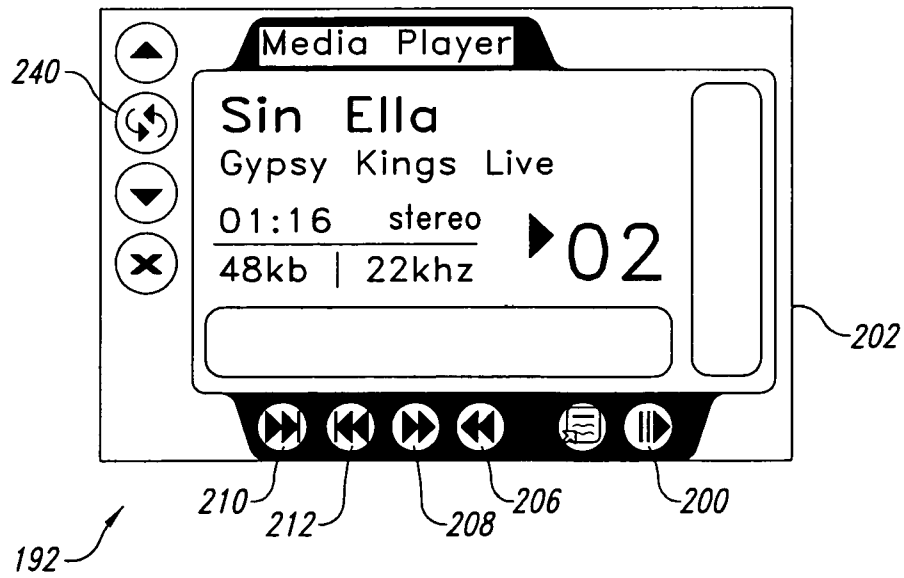 Media Player
240
Sin Ella
Gypsy Kings Live
01:16 stereo
02
48kb | 22khz
202
210
212
208
206
200
192